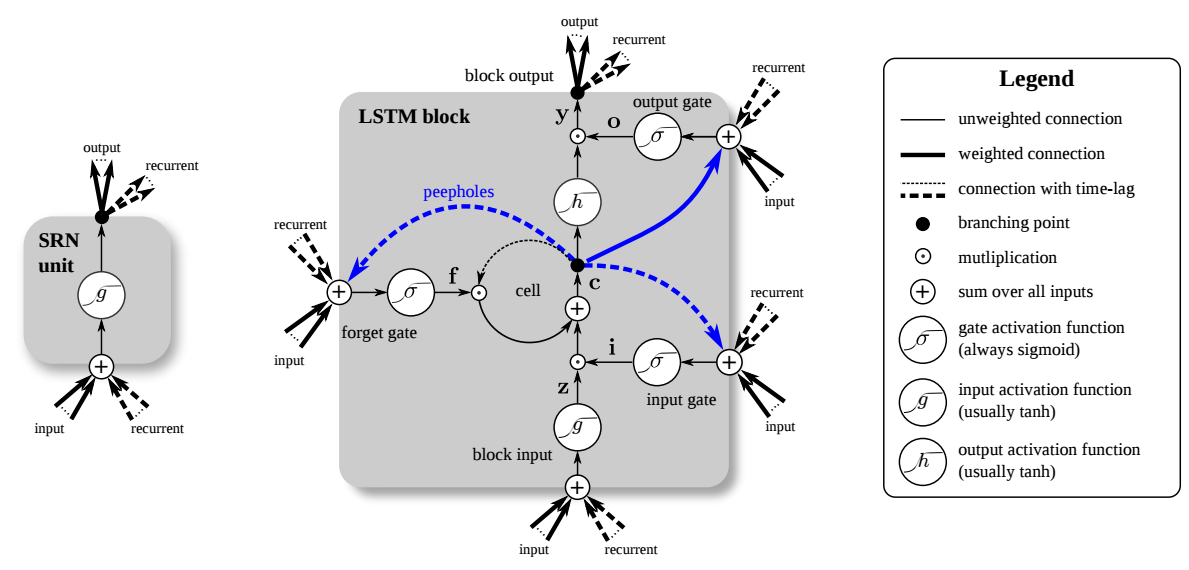 output
recurrent
SRN
unit
g
input
recurrent
output
recurrent
block output
LSTM block
y
output gate
o
σ
recurrent
input
h
peepholes
recurrent
f
σ
cell
c
forget gate
input
i
σ
input gate
recurrent
input
z
g
block input
input
recurrent
Legend
unweighted connection
weighted connection
connection with time-lag
branching point
mutliplication
sum over all inputs
σ
gate activation function
(always sigmoid)
g
input activation function
(usually tanh)
h
output activation function
(usually tanh)